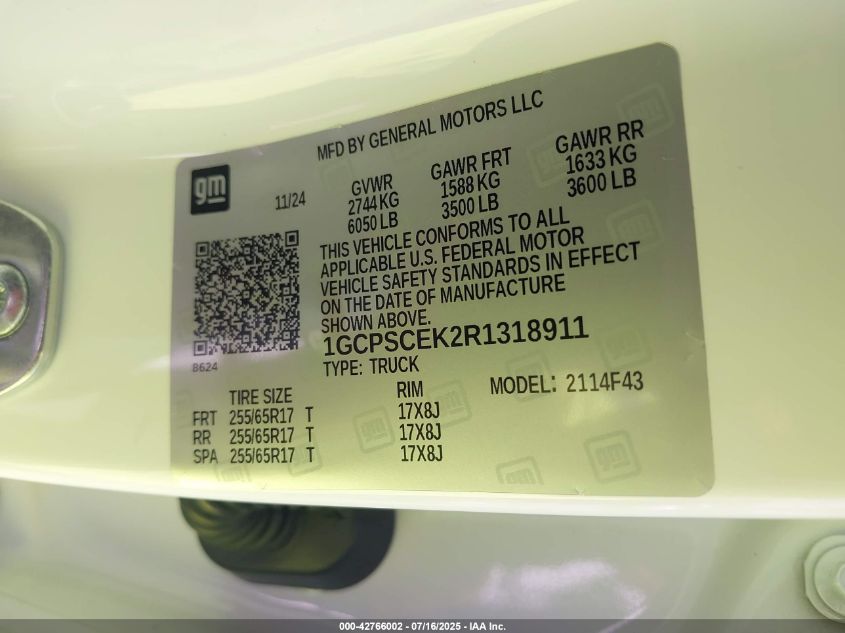 MFD BY GENERAL MOTORS LLC
gm
11/24
GVWR GAWR FRT GAWR RR
2744 KG 1588 KG 1633 KG
6050 LB 3500 LB 3600 LB
THIS VEHICLE CONFORMS TO ALL
APPLICABLE U.S. FEDERAL MOTOR
VEHICLE SAFETY STANDARDS IN EFFECT
ON THE DATE OF MANUFACTURE
SHOWN ABOVE.
1GCPSCEK2R1318911
8624
TYPE: TRUCK
TIRE SIZE RIM MODEL: 2114F43
FRT 255/65R17 T 17X8J
RR 255/65R17 T 17X8J
SPA 255/65R17 T 17X8J
000-42766002 - 07/16/2025 - IAA Inc.